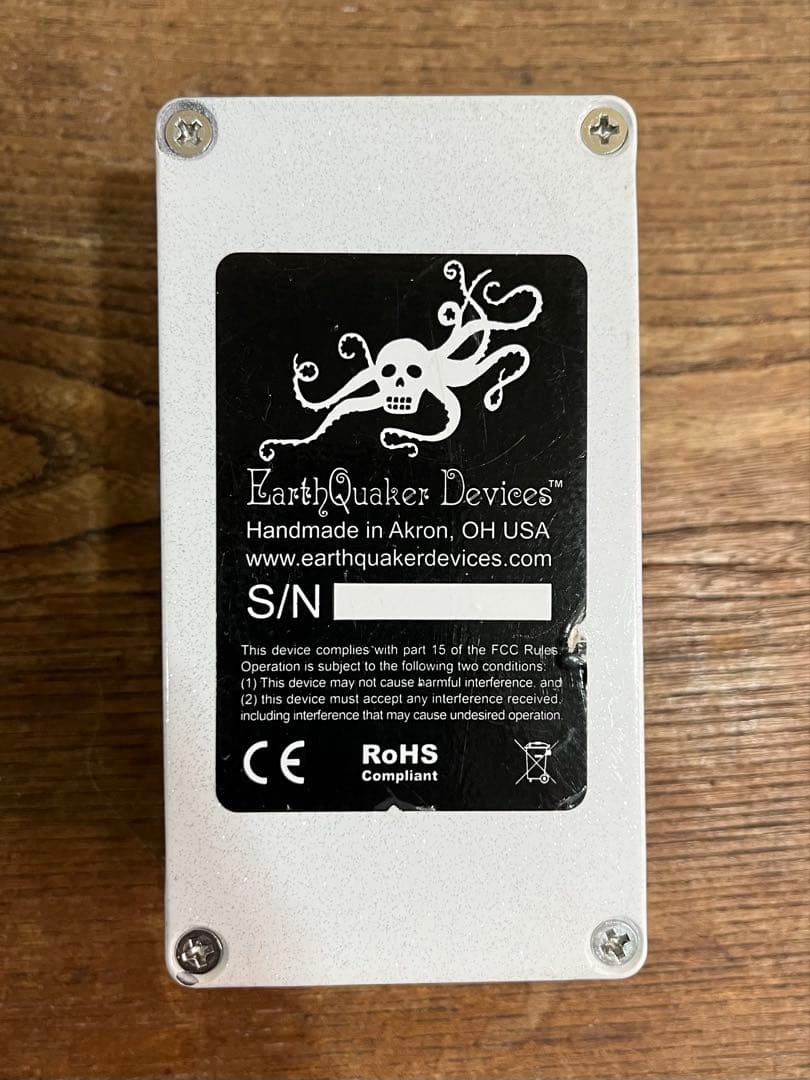 EarthQuaker Devices™
Handmade in Akron, OH USA
www.earthquakerdevices.com
S/N
This device complies with part 15 of the FCC Rules.
Operation is subject to the following two conditions:
(1) This device may not cause harmful interference, and
(2) this device must accept any interference received,
including interference that may cause undesired operation.
CE RoHS
Compliant